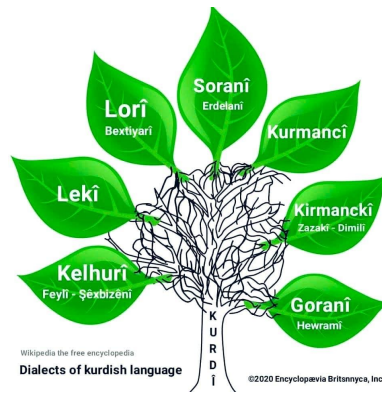 Soranî
Erdelanî
Lorî
Bextiyarî
Kurmancî
Lekî
Kirmanckî
Zazakî - Dimilî
Kelhurî
Feylî - Şêxbizênî
Goranî
Hewramî
KURDÎ
Wikipedia the free encyclopedia
Dialects of kurdish language
©2020 Encyclopævia Britsnnyca, Inc